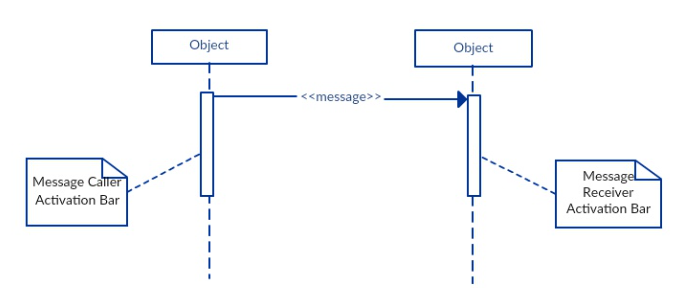 Object
Object
<<message>>
Message Caller
Activation Bar
Message
Receiver
Activation Bar